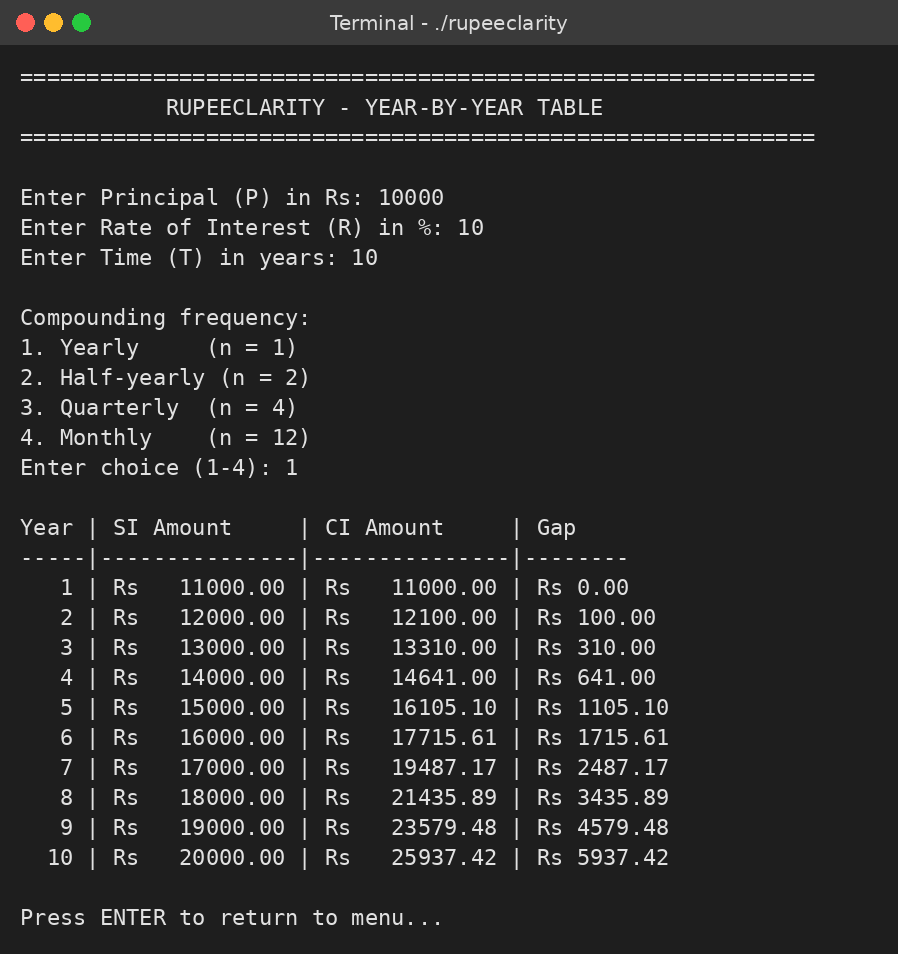 Terminal - ./rupeeclarity
============================================================
           RUPEECLARITY - YEAR-BY-YEAR TABLE
============================================================
Enter Principal (P) in Rs: 10000
Enter Rate of Interest (R) in %: 10
Enter Time (T) in years: 10
Compounding frequency:
1. Yearly     (n = 1)
2. Half-yearly (n = 2)
3. Quarterly  (n = 4)
4. Monthly    (n = 12)
Enter choice (1-4): 1
Year | SI Amount     | CI Amount     | Gap
-----|---------------|---------------|--------
   1 | Rs   11000.00 | Rs   11000.00 | Rs 0.00
   2 | Rs   12000.00 | Rs   12100.00 | Rs 100.00
   3 | Rs   13000.00 | Rs   13310.00 | Rs 310.00
   4 | Rs   14000.00 | Rs   14641.00 | Rs 641.00
   5 | Rs   15000.00 | Rs   16105.10 | Rs 1105.10
   6 | Rs   16000.00 | Rs   17715.61 | Rs 1715.61
   7 | Rs   17000.00 | Rs   19487.17 | Rs 2487.17
   8 | Rs   18000.00 | Rs   21435.89 | Rs 3435.89
   9 | Rs   19000.00 | Rs   23579.48 | Rs 4579.48
  10 | Rs   20000.00 | Rs   25937.42 | Rs 5937.42
Press ENTER to return to menu...